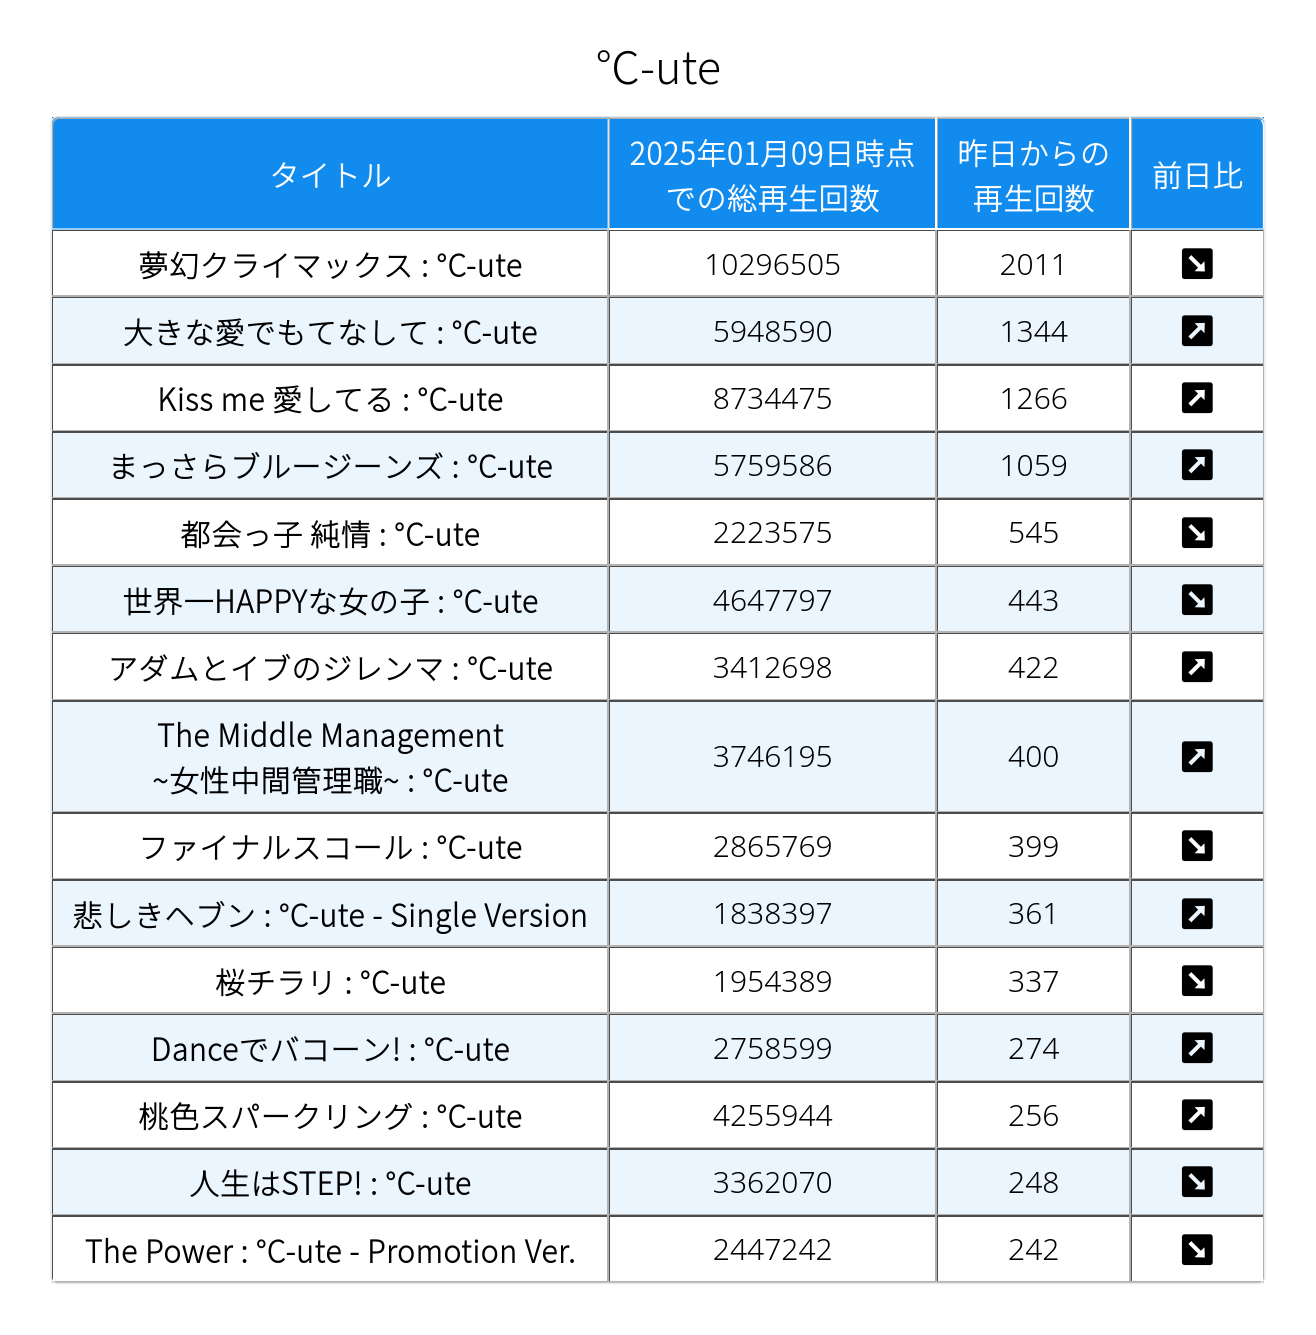 ℃-ute
タイトル
2025年01月09日時点
での総再生回数
昨日からの
再生回数
前日比
夢幻クライマックス : ℃-ute 10296505 2011
大きな愛でもてなして : ℃-ute 5948590 1344
Kiss me 愛してる : ℃-ute 8734475 1266
まっさらブルージーンズ : ℃-ute 5759586 1059
都会っ子 純情 : ℃-ute 2223575 545
世界一HAPPYな女の子 : ℃-ute 4647797 443
アダムとイブのジレンマ : ℃-ute 3412698 422
The Middle Management
~女性中間管理職~ : ℃-ute 3746195 400
ファイナルスコール : ℃-ute 2865769 399
悲しきヘブン : ℃-ute - Single Version 1838397 361
桜チラリ : ℃-ute 1954389 337
Danceでバコーン! : ℃-ute 2758599 274
桃色スパークリング : ℃-ute 4255944 256
人生はSTEP! : ℃-ute 3362070 248
The Power : ℃-ute - Promotion Ver. 2447242 242